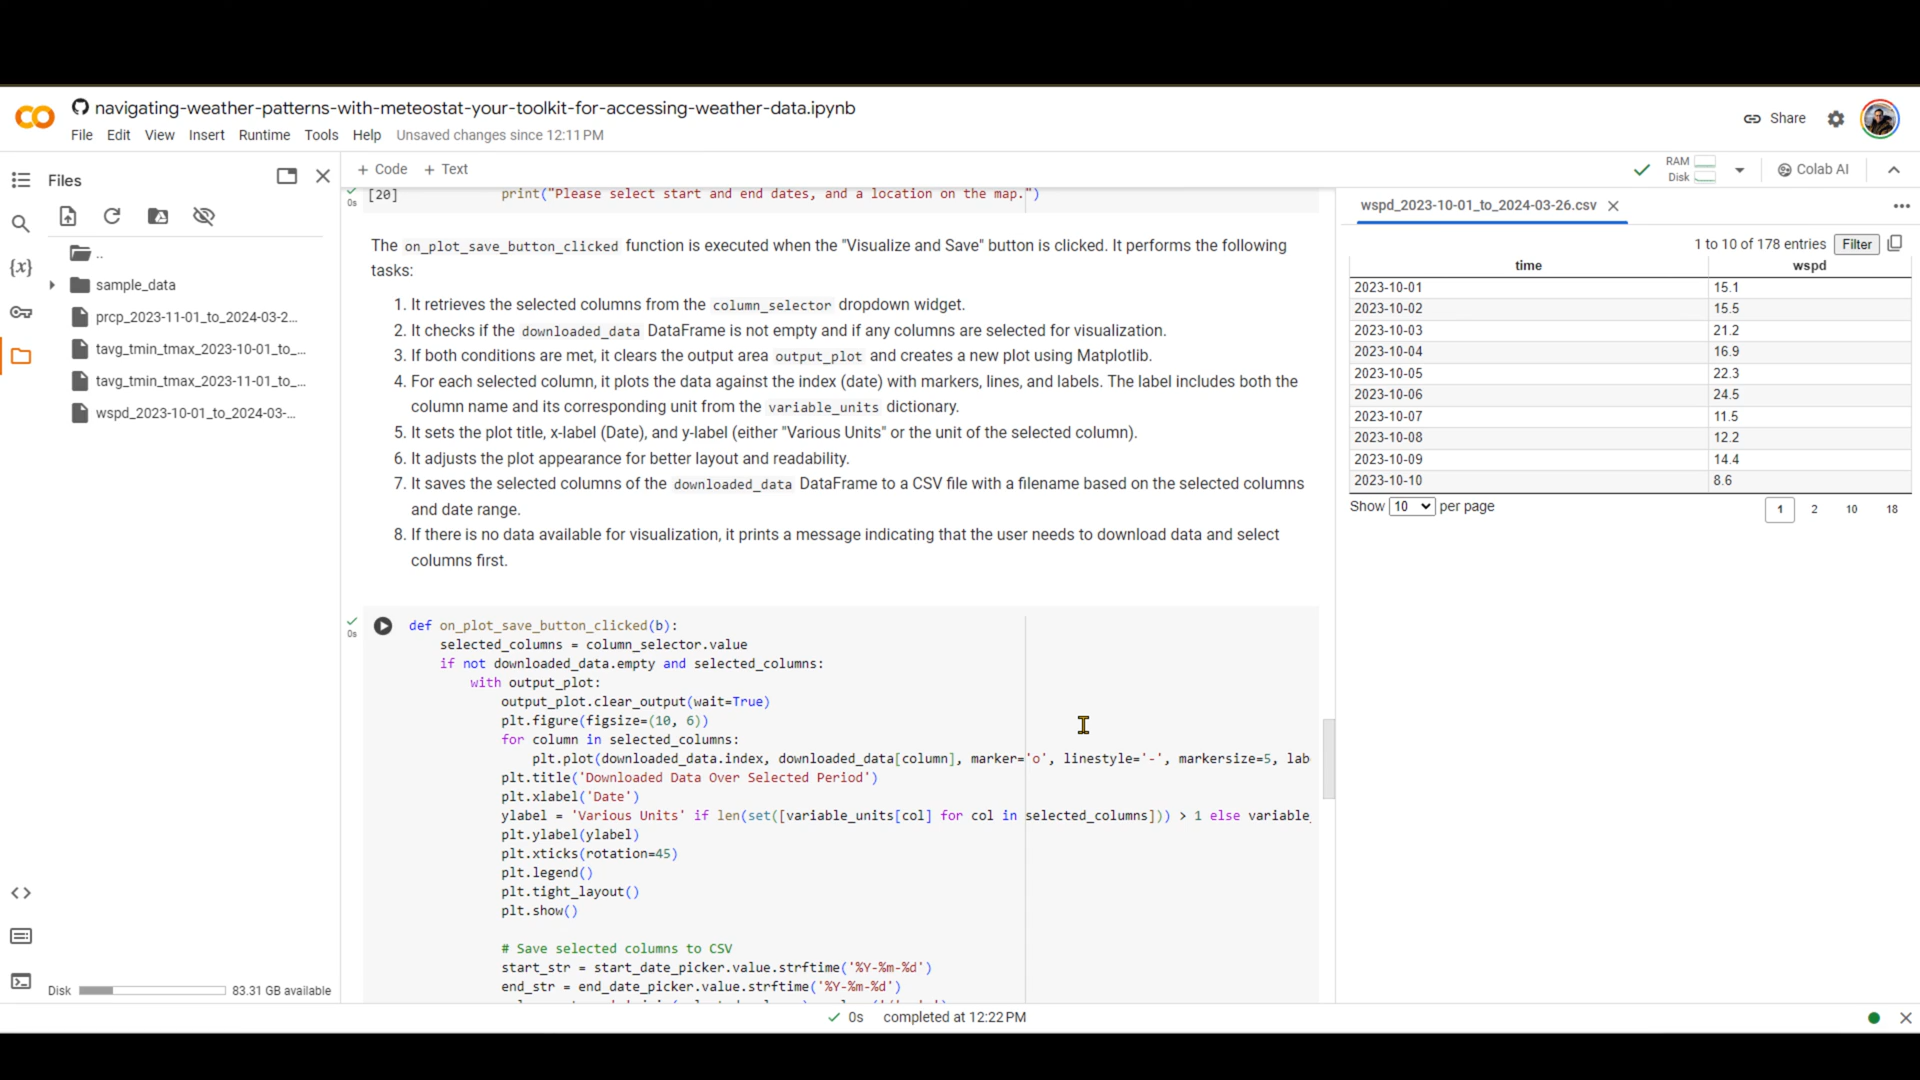 navigating-weather-patterns-with-meteostat-your-toolkit-for-accessing-weather-data.ipynb
File Edit View Insert Runtime Tools Help Unsaved changes since 12:11 PM
Share
Files
+ Code + Text
RAM
Disk
Colab AI
..
sample_data
prcp_2023-11-01_to_2024-03-2...
tavg_tmin_tmax_2023-10-01_to_...
tavg_tmin_tmax_2023-11-01_to_...
wspd_2023-10-01_to_2024-03-...
{x}
Disk 83.31 GB available
0s
[20] print("Please select start and end dates, and a location on the map.")
The on_plot_save_button_clicked function is executed when the "Visualize and Save" button is clicked. It performs the following
tasks:
1. It retrieves the selected columns from the column_selector dropdown widget.
2. It checks if the downloaded_data DataFrame is not empty and if any columns are selected for visualization.
3. If both conditions are met, it clears the output area output_plot and creates a new plot using Matplotlib.
4. For each selected column, it plots the data against the index (date) with markers, lines, and labels. The label includes both the
column name and its corresponding unit from the variable_units dictionary.
5. It sets the plot title, x-label (Date), and y-label (either "Various Units" or the unit of the selected column).
6. It adjusts the plot appearance for better layout and readability.
7. It saves the selected columns of the downloaded_data DataFrame to a CSV file with a filename based on the selected columns
and date range.
8. If there is no data available for visualization, it prints a message indicating that the user needs to download data and select
columns first.
0s
def on_plot_save_button_clicked(b):
selected_columns = column_selector.value
if not downloaded_data.empty and selected_columns:
with output_plot:
output_plot.clear_output(wait=True)
plt.figure(figsize=(10, 6))
for column in selected_columns:
plt.plot(downloaded_data.index, downloaded_data[column], marker='o', linestyle='-', markersize=5, lab
plt.title('Downloaded Data Over Selected Period')
plt.xlabel('Date')
ylabel = 'Various Units' if len(set([variable_units[col] for col in selected_columns])) > 1 else variable_
plt.ylabel(ylabel)
plt.xticks(rotation=45)
plt.legend()
plt.tight_layout()
plt.show()
# Save selected columns to CSV
start_str = start_date_picker.value.strftime('%Y-%m-%d')
end_str = end_date_picker.value.strftime('%Y-%m-%d')
wspd_2023-10-01_to_2024-03-26.csv
1 to 10 of 178 entries Filter
time wspd
2023-10-01 15.1
2023-10-02 15.5
2023-10-03 21.2
2023-10-04 16.9
2023-10-05 22.3
2023-10-06 24.5
2023-10-07 11.5
2023-10-08 12.2
2023-10-09 14.4
2023-10-10 8.6
Show 10 per page 1 2 10 18
0s completed at 12:22 PM